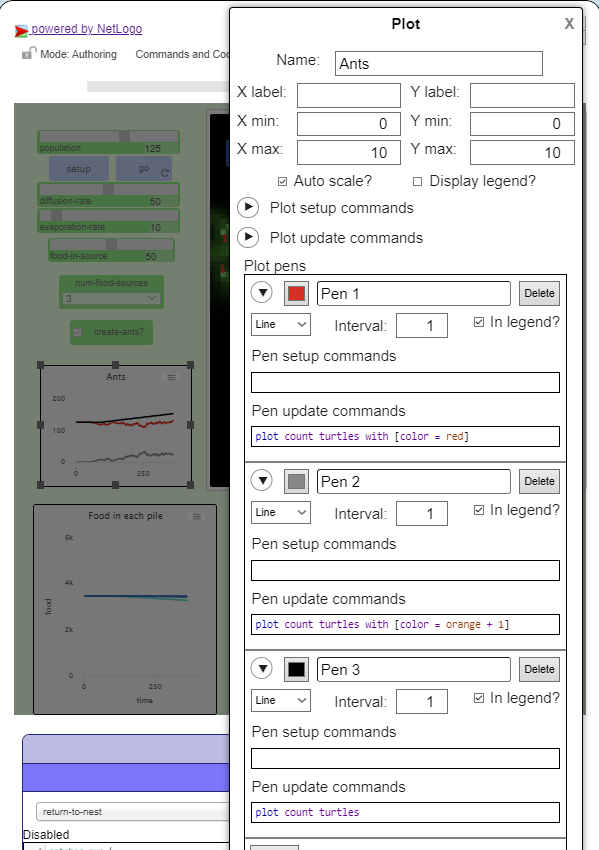 powered by NetLogo
Mode: Authoring
Commands and Co
population 125
setup
go
diffusion-rate 50
evaporation-rate 10
food-in-source 50
num-food-sources
3
create-ants?
Ants
200
100
0
0 250
Food in each pile
6k
4k
2k
0
food
0 250
time
return-to-nest
Disabled
Plot
X
Name: Ants
X label:
Y label:
X min: 0
Y min: 0
X max: 10
Y max: 10
Auto scale?
Display legend?
Plot setup commands
Plot update commands
Plot pens
Pen 1
Delete
Line
Interval: 1
In legend?
Pen setup commands
Pen update commands
plot count turtles with [color = red]
Pen 2
Delete
Line
Interval: 1
In legend?
Pen setup commands
Pen update commands
plot count turtles with [color = orange + 1]
Pen 3
Delete
Line
Interval: 1
In legend?
Pen setup commands
Pen update commands
plot count turtles